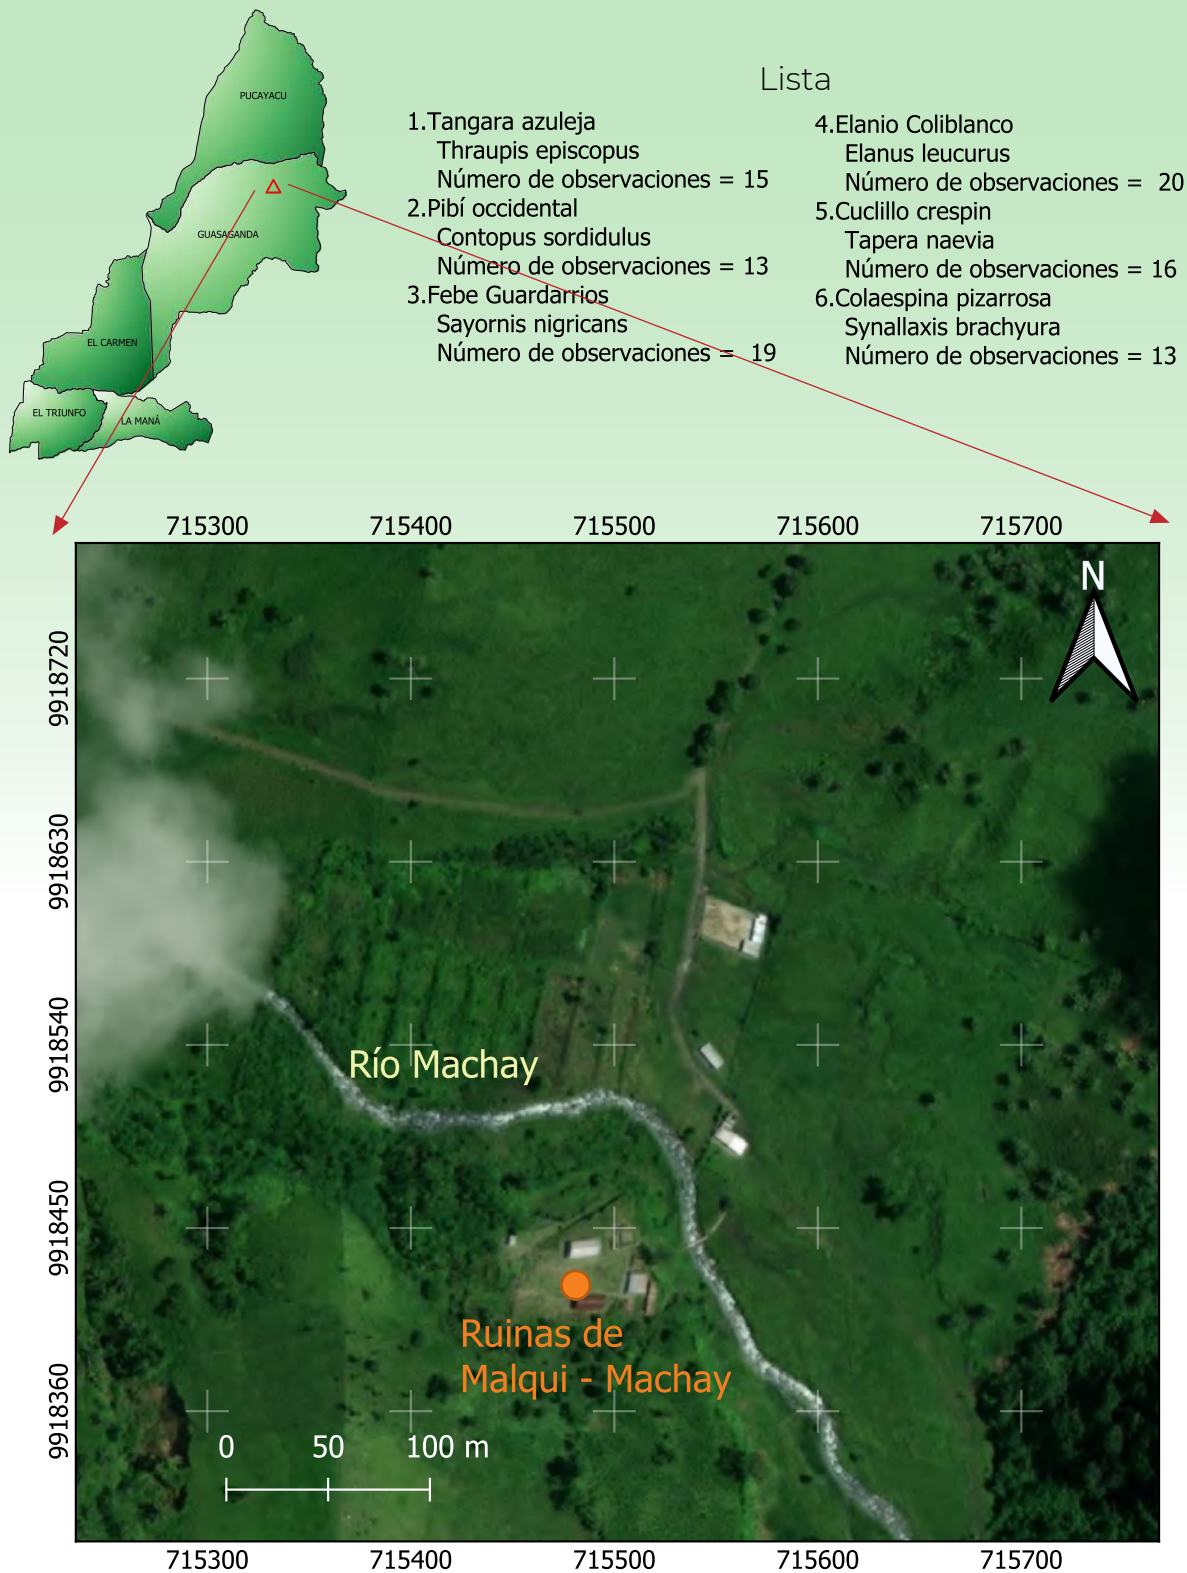 PUCAYACU
GUASAGANDA
EL CARMEN
EL TRIUNFO
LA MANÁ
Lista
1.Tangara azuleja
Thraupis episcopus
Número de observaciones = 15
2.Pibí occidental
Contopus sordidulus
Número de observaciones = 13
3.Febe Guardarrios
Sayornis nigricans
Número de observaciones = 19
4.Elanio Coliblanco
Elanus leucurus
Número de observaciones = 20
5.Cuclillo crespin
Tapera naevia
Número de observaciones = 16
6.Colaespina pizarrosa
Synallaxis brachyura
Número de observaciones = 13
715300 715400 715500 715600 715700
N
9918720
9918630
9918540
9918450
9918360
Río Machay
Ruinas de
Malqui - Machay
0 50 100 m
715300 715400 715500 715600 715700